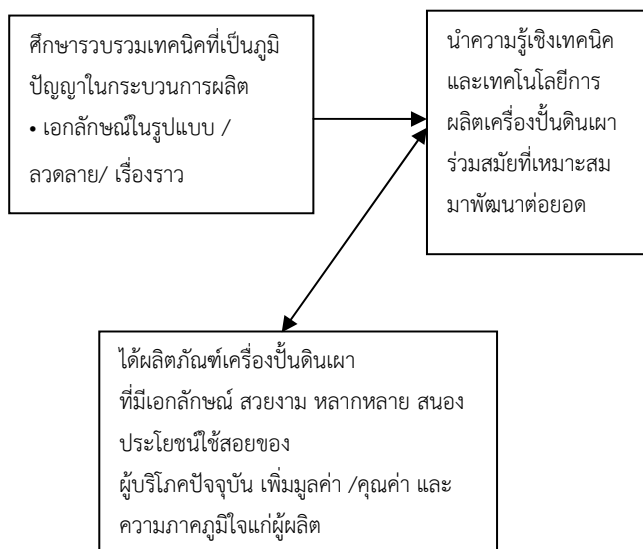 ศึกษารวบรวมเทคนิคที่เป็นภูมิ
ปัญญาในกระบวนการผลิต
• เอกลักษณ์ในรูปแบบ /
ลวดลาย/ เรื่องราว
นำความรู้เชิงเทคนิค
และเทคโนโลยีการ
ผลิตเครื่องปั้นดินเผา
ร่วมสมัยที่เหมาะสม
มาพัฒนาต่อยอด
ได้ผลิตภัณฑ์เครื่องปั้นดินเผา
ที่มีเอกลักษณ์ สวยงาม หลากหลาย สนอง
ประโยชน์ใช้สอยของ
ผู้บริโภคปัจจุบัน เพิ่มมูลค่า /คุณค่า และ
ความภาคภูมิใจแก่ผู้ผลิต